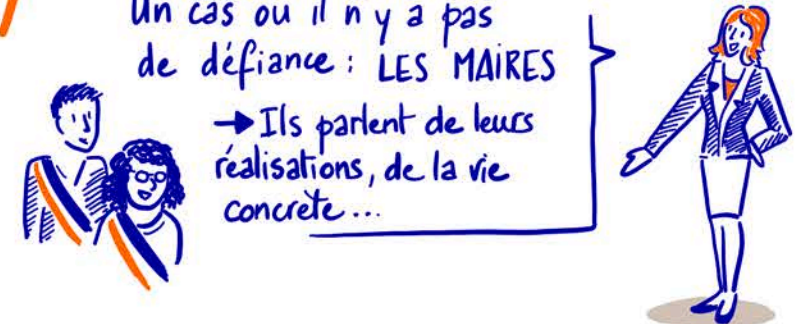 Un cas où il n'y a pas
de défiance : LES MAIRES
→ Ils parlent de leurs
réalisations, de la vie
concrète...